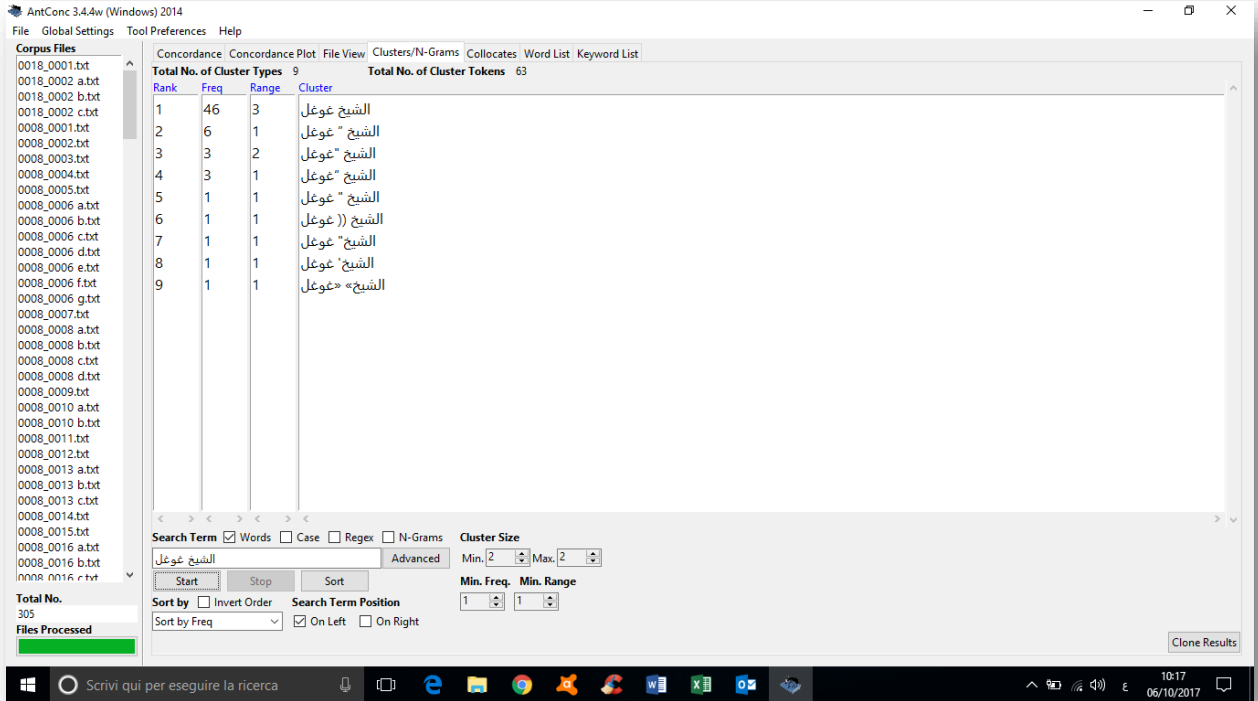 AntConc 3.4.4w (Windows) 2014
File Global Settings Tool Preferences Help
Corpus Files
0018_0001.txt
0018_0002 a.txt
0018_0002 b.txt
0018_0002 c.txt
0008_0001.txt
0008_0002.txt
0008_0003.txt
0008_0004.txt
0008_0005.txt
0008_0006 a.txt
0008_0006 b.txt
0008_0006 c.txt
0008_0006 d.txt
0008_0006 e.txt
0008_0006 f.txt
0008_0006 g.txt
0008_0007.txt
0008_0008 a.txt
0008_0008 b.txt
0008_0008 c.txt
0008_0008 d.txt
0008_0009.txt
0008_0010 a.txt
0008_0010 b.txt
0008_0011.txt
0008_0012.txt
0008_0013 a.txt
0008_0013 b.txt
0008_0013 c.txt
0008_0014.txt
0008_0015.txt
0008_0016 a.txt
0008_0016 b.txt
0008_0016 c.txt
Total No.
305
Files Processed
Concordance Concordance Plot File View Clusters/N-Grams Collocates Word List Keyword List
Total No. of Cluster Types 9 Total No. of Cluster Tokens 63
Rank Freq Range Cluster
1 46 3 الشيخ غوغل
2 6 1 الشيخ ” غوغل
3 3 2 الشيخ "غوغل
4 3 1 الشيخ ”غوغل
5 1 1 الشيخ " غوغل
6 1 1 الشيخ (( غوغل
7 1 1 الشيخ" غوغل
8 1 1 الشيخ' غوغل
9 1 1 الشيخ» «غوغل
Search Term Words Case Regex N-Grams Cluster Size
الشيخ غوغل Advanced Min. 2 Max. 2
Start Stop Sort Min. Freq. Min. Range
Sort by Invert Order Search Term Position 1 1
Sort by Freq On Left On Right
Clone Results
Scrivi qui per eseguire la ricerca
ع
10:17
06/10/2017